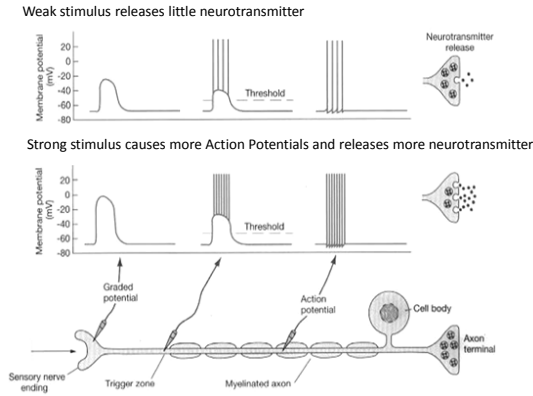 Weak stimulus releases little neurotransmitter
Neurotransmitter
release
Membrane potential
(mV)
20
0
-20
-40
-60
-80
Threshold
Strong stimulus causes more Action Potentials and releases more neurotransmitter
Membrane potential
(mV)
20
0
-20
-40
-60
-80
Threshold
Graded
potential
Action
potential
Cell body
Axon
terminal
Sensory nerve
ending
Trigger zone
Myelinated axon